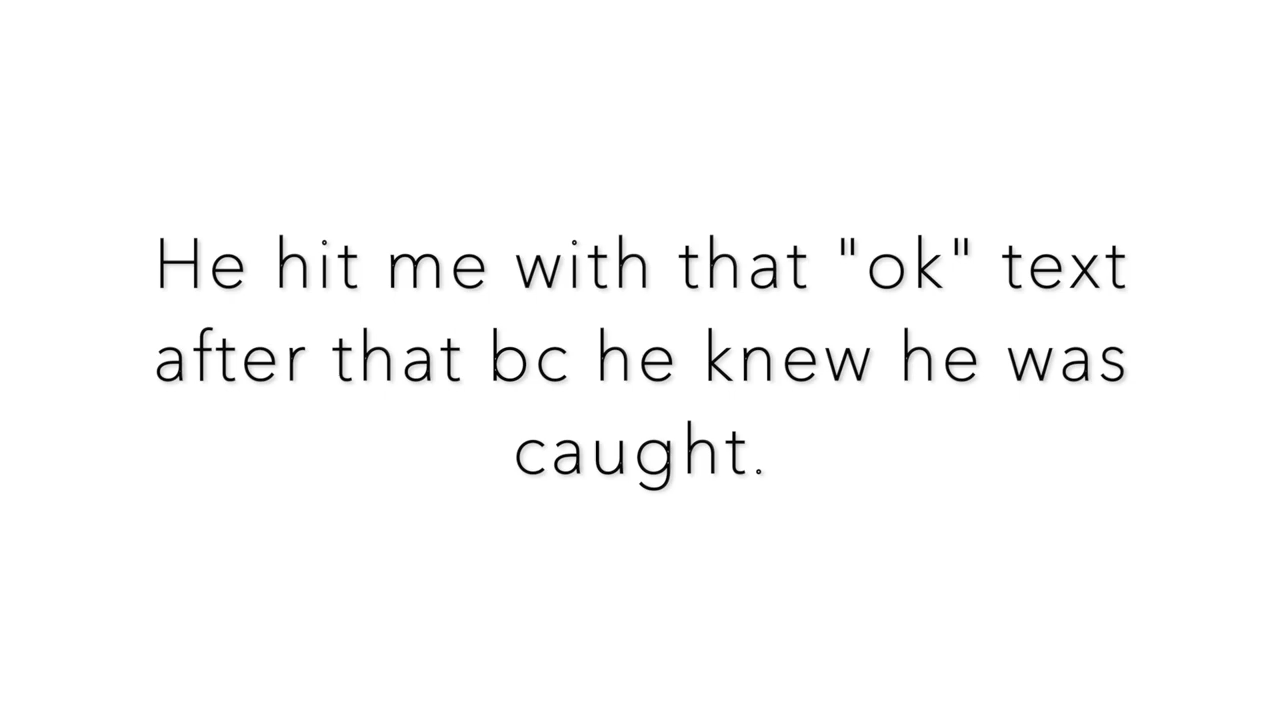 He hit me with that "ok" text
after that bc he knew he was
caught.